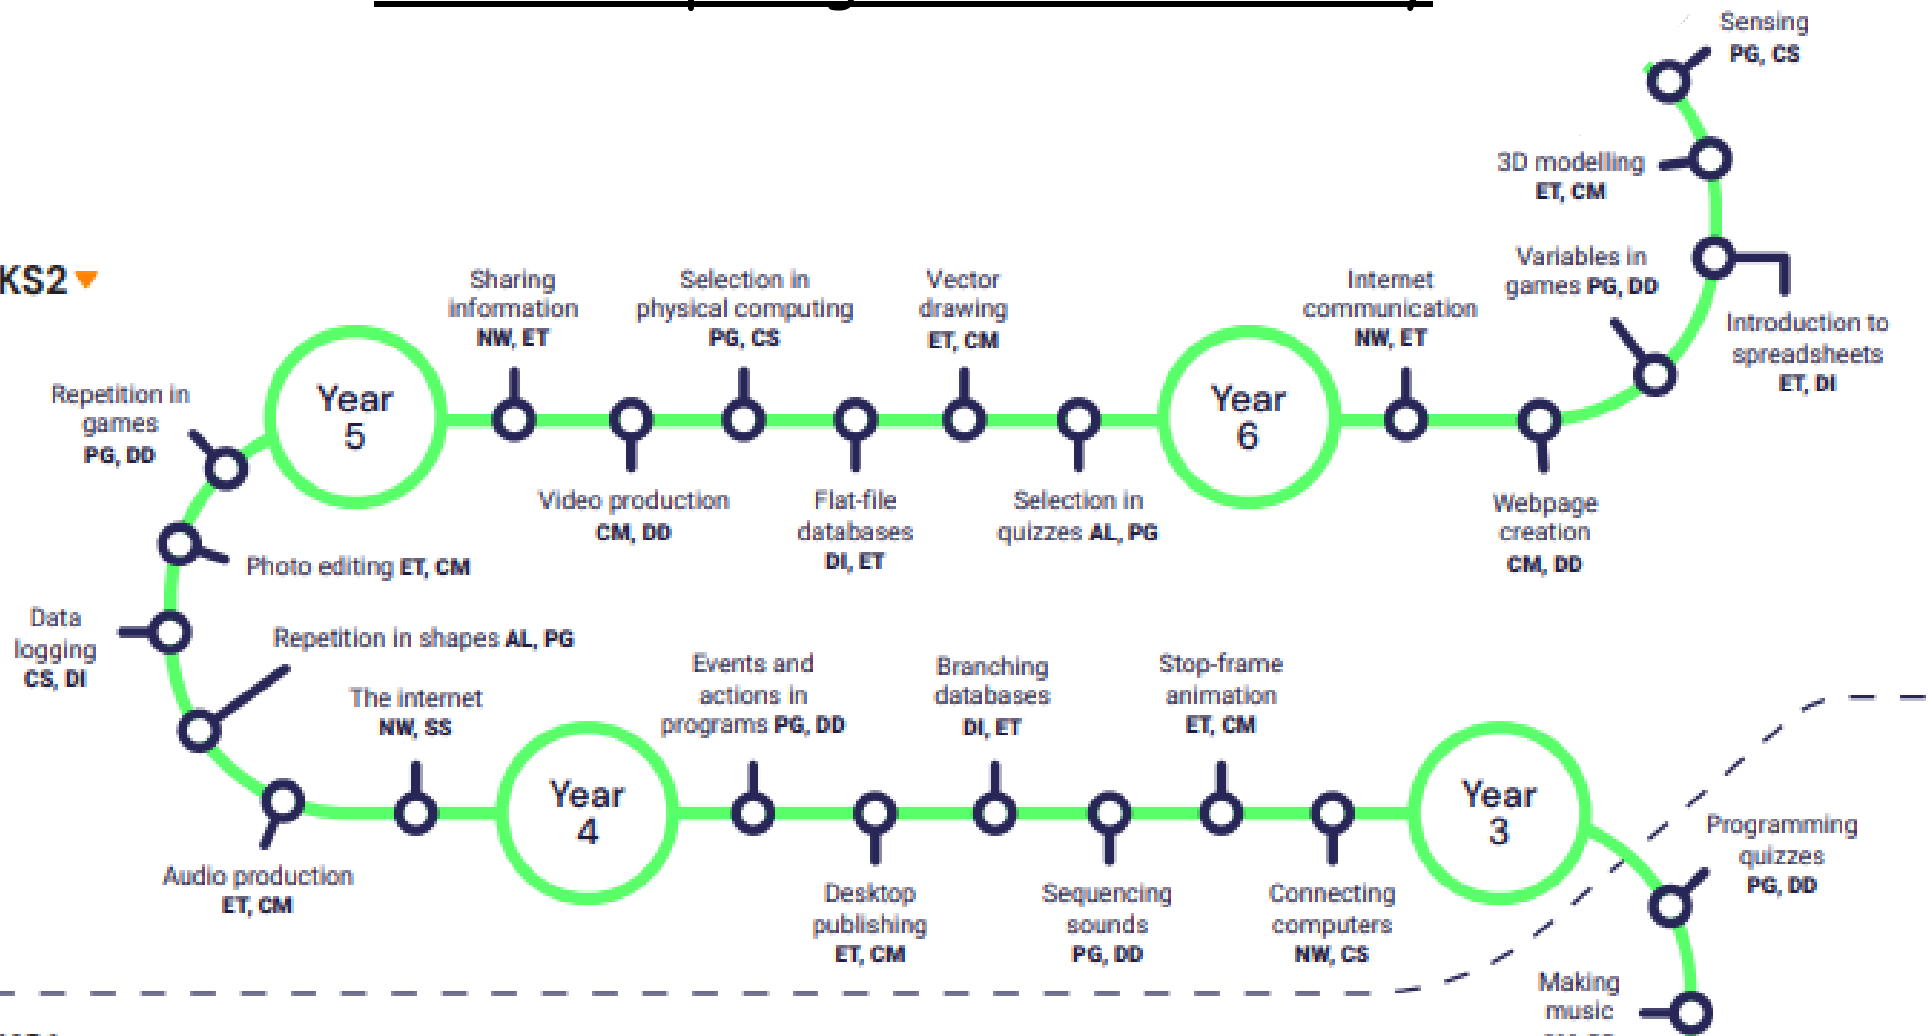 Sensing
PG, CS
3D modelling
ET, CM
Variables in
games PG, DD
Introduction to
spreadsheets
ET, DI
KS2
Sharing
information
NW, ET
Selection in
physical computing
PG, CS
Vector
drawing
ET, CM
Internet
communication
NW, ET
Repetition in
games
PG, DD
Year
5
Year
6
Video production
CM, DD
Flat-file
databases
DI, ET
Selection in
quizzes AL, PG
Webpage
creation
CM, DD
Photo editing ET, CM
Data
logging
CS, DI
Repetition in shapes AL, PG
The internet
NW, SS
Events and
actions in
programs PG, DD
Branching
databases
DI, ET
Stop-frame
animation
ET, CM
Year
4
Year
3
Programming
quizzes
PG, DD
Audio production
ET, CM
Desktop
publishing
ET, CM
Sequencing
sounds
PG, DD
Connecting
computers
NW, CS
Making
music